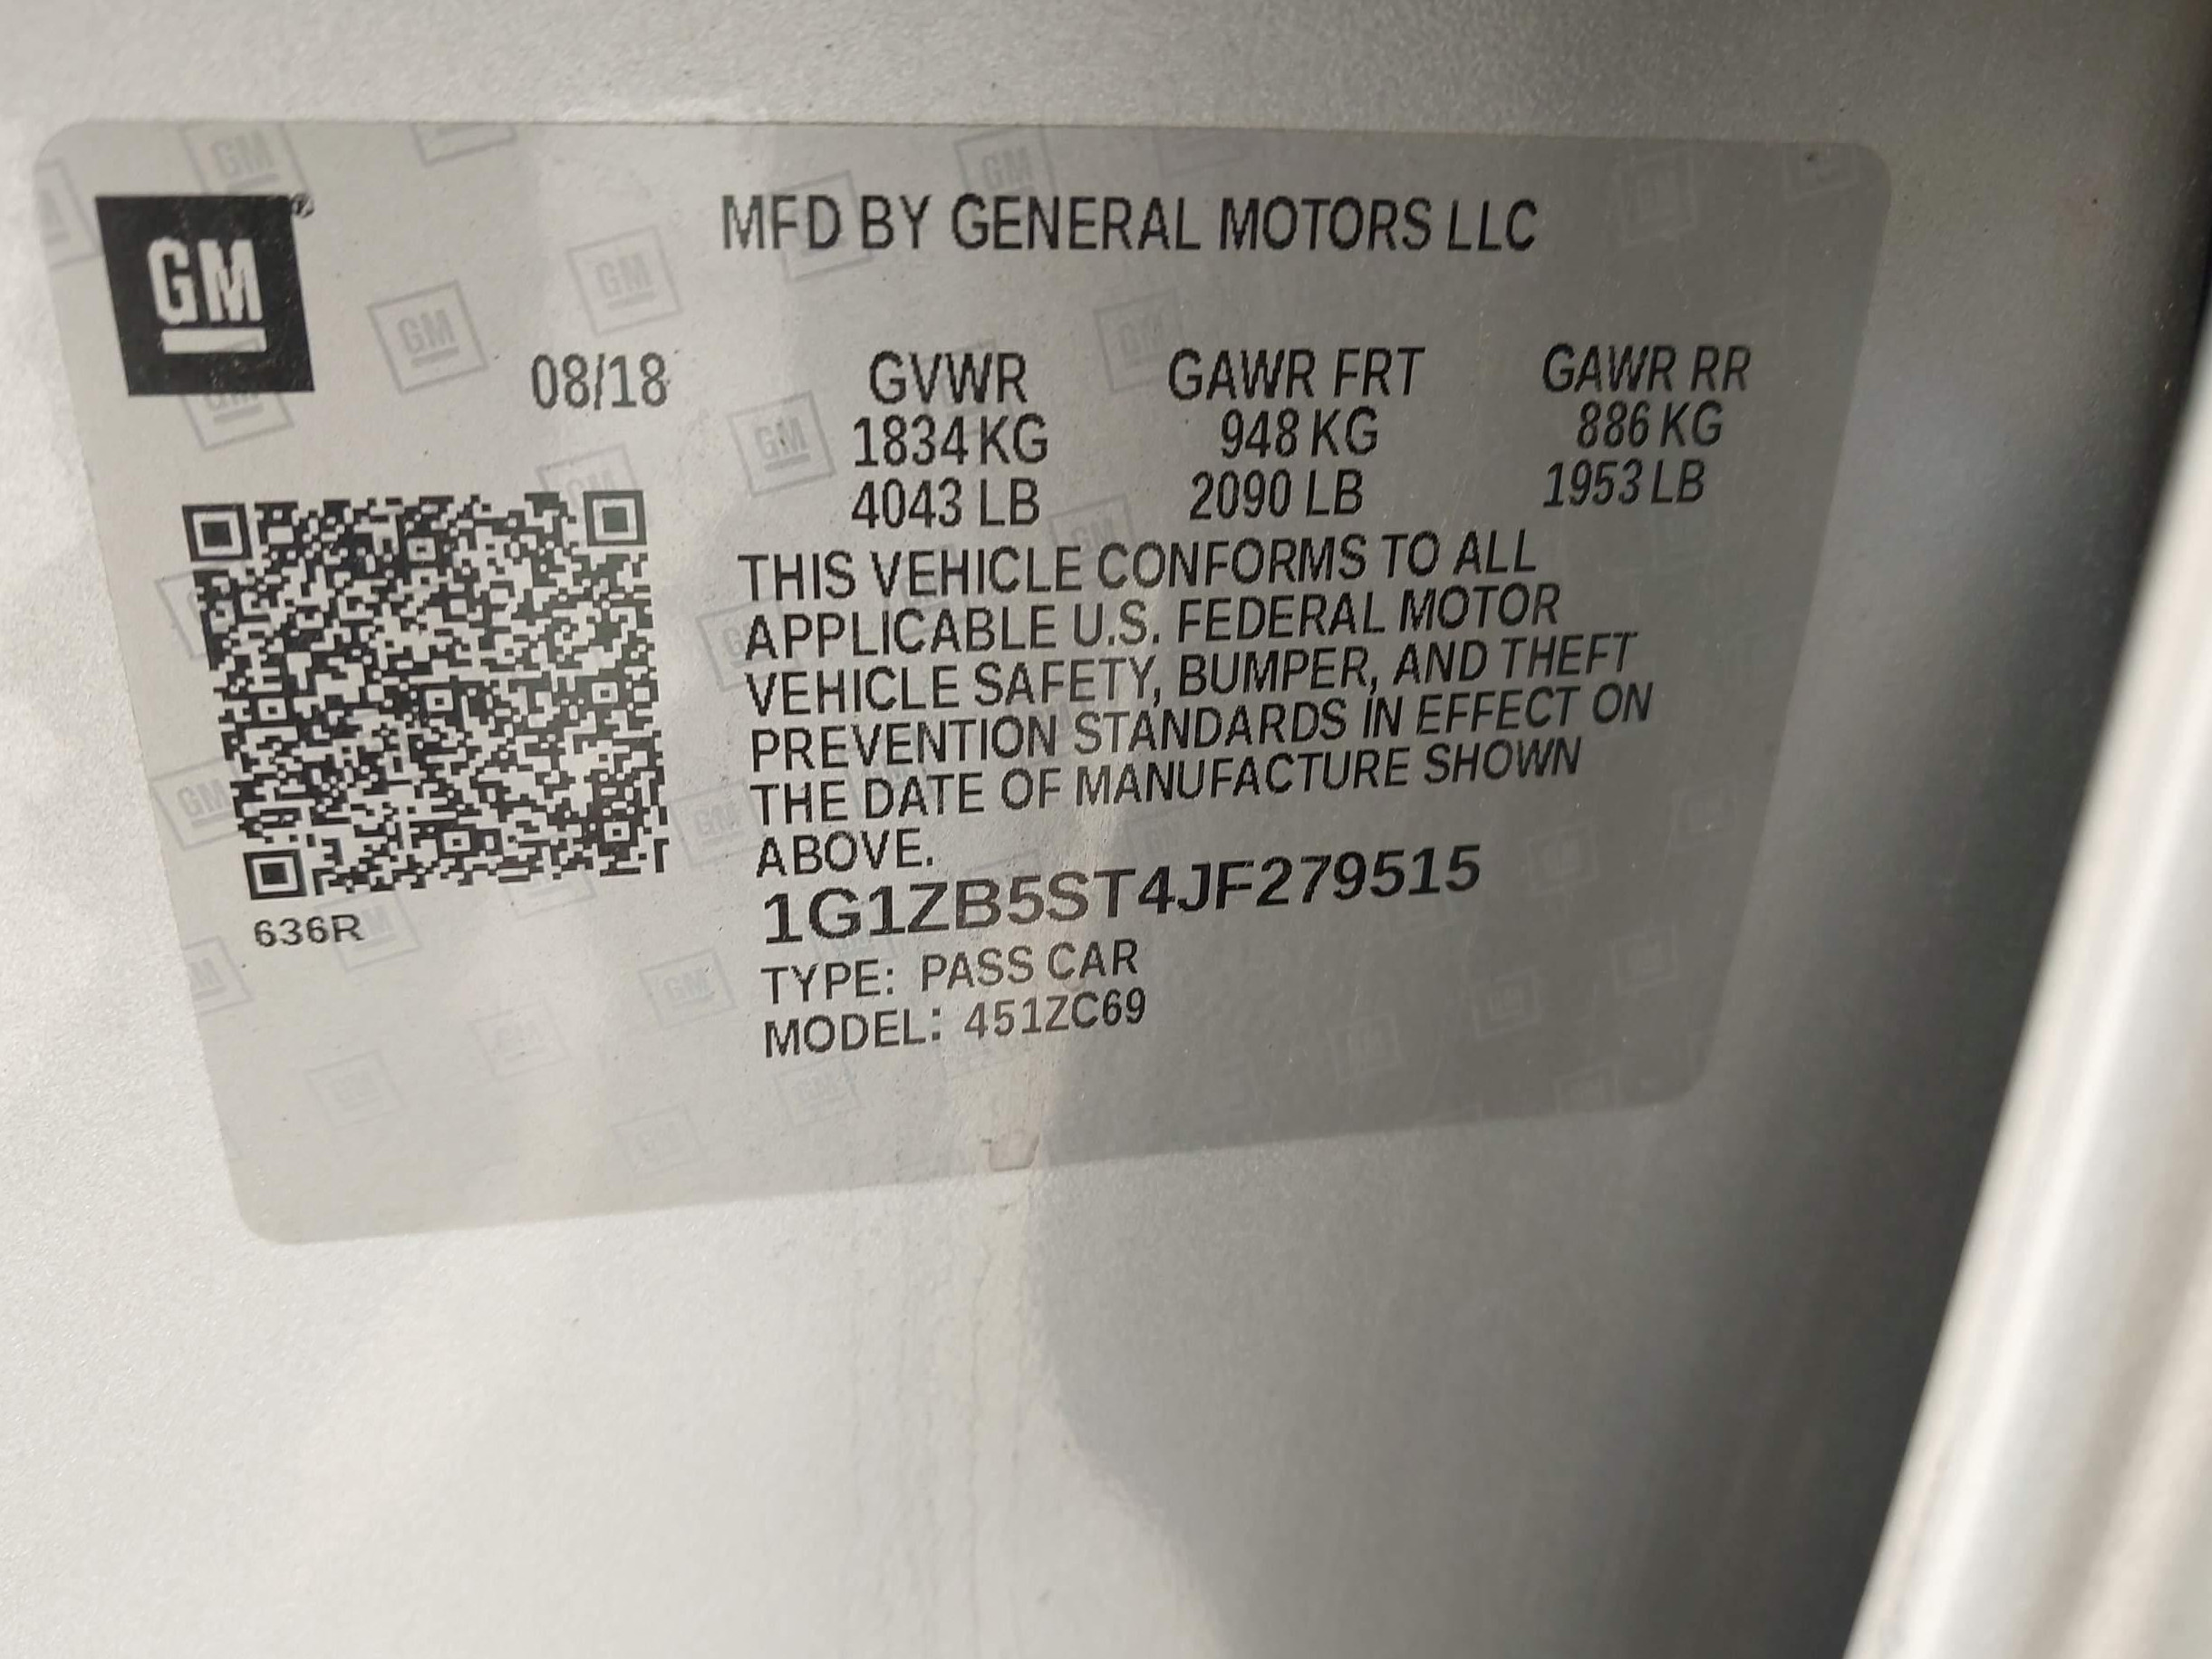 GM
MFD BY GENERAL MOTORS LLC
08/18
GVWR GAWR FRT GAWR RR
1834 KG 948 KG 886 KG
4043 LB 2090 LB 1953 LB
THIS VEHICLE CONFORMS TO ALL
APPLICABLE U.S. FEDERAL MOTOR
VEHICLE SAFETY, BUMPER, AND THEFT
PREVENTION STANDARDS IN EFFECT ON
THE DATE OF MANUFACTURE SHOWN
ABOVE.
1G1ZB5ST4JF279515
TYPE: PASS CAR
MODEL: 451ZC69
636R